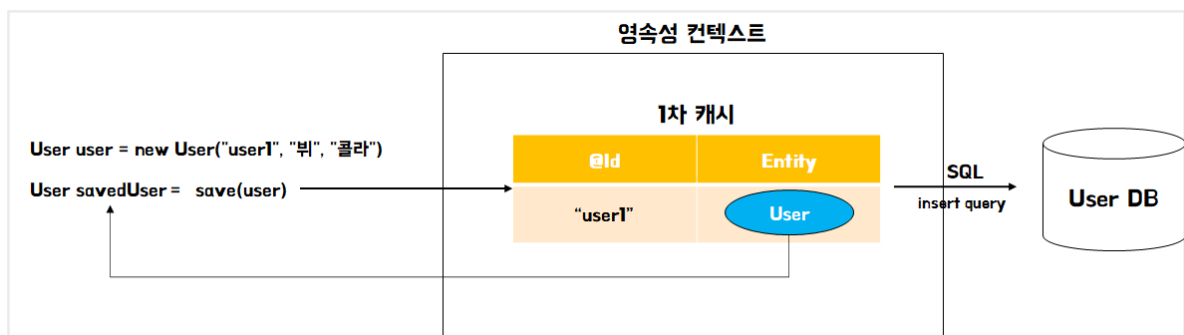 영속성 컨텍스트
1차 캐시
User user = new User("user1", "뷔", "콜라")
@Id Entity
User savedUser = save(user)
SQL
"user1" User
insert query
User DB